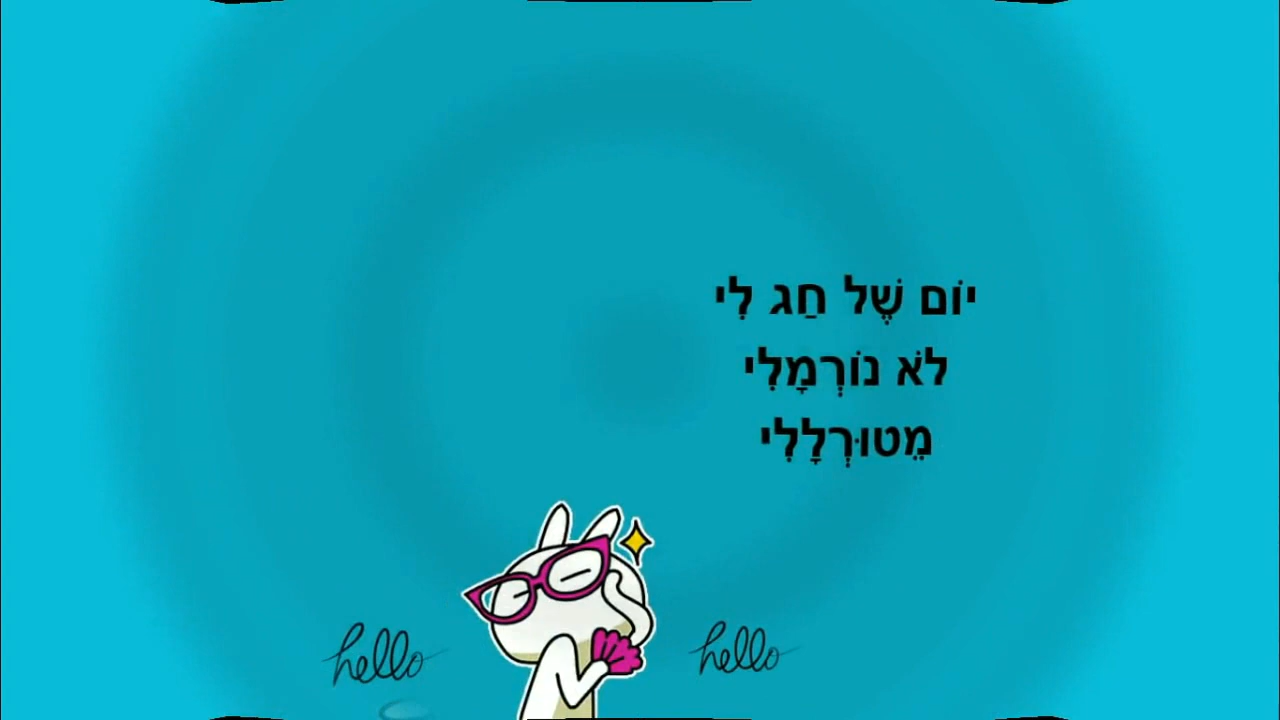 יוֹם שֶׁל חַג לִי
לֹא נוֹרְמָלִי
מְטוּרְלָלִי
hello
hello